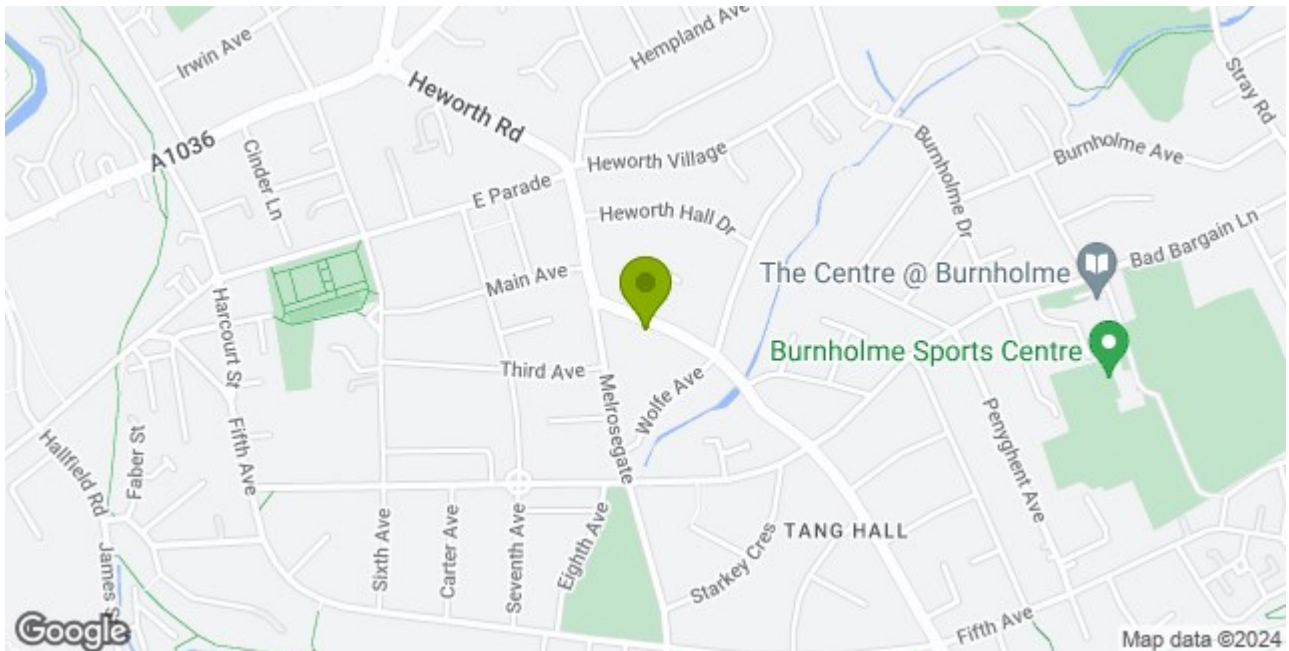 Irwin Ave
Hempland Ave
Stray Rd
Heworth Rd
A1036
Cinder Ln
Heworth Village
Burnholme Dr
Burnholme Ave
E Parade
Heworth Hall Dr
Bad Bargain Ln
The Centre @ Burnholme
Main Ave
Harcourt St
Burnholme Sports Centre
Third Ave
Melrosegate
Wolfe Ave
Hallfield Rd
Faber St
Fifth Ave
Penyghent Ave
Sixth Ave
Carter Ave
Seventh Ave
Eighth Ave
TANG HALL
Starkey Cres
James St
Fifth Ave
Google
Map data ©2024